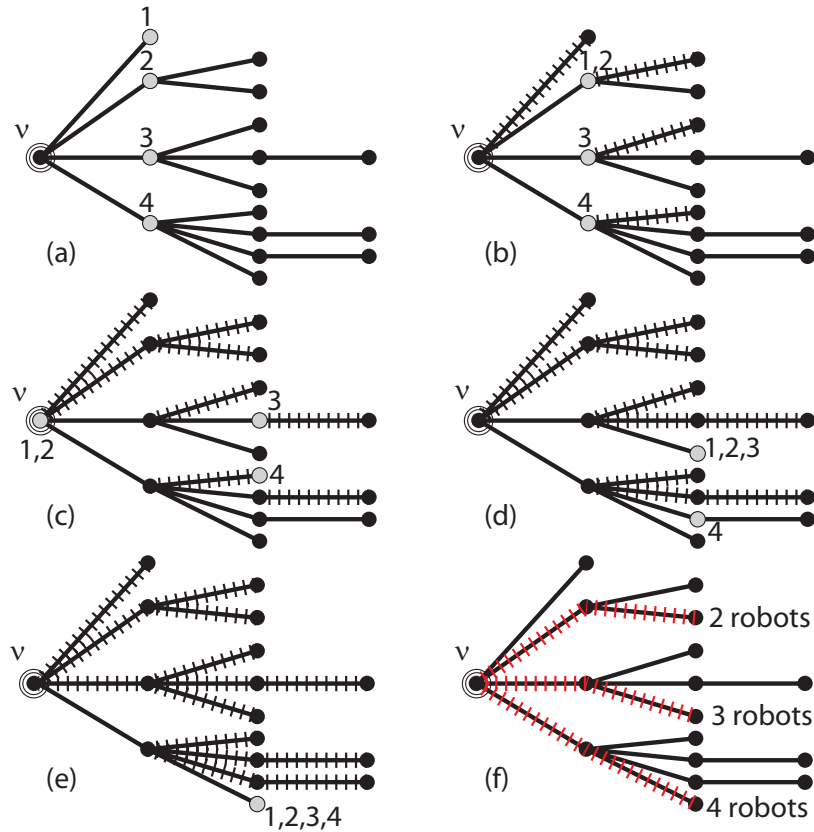 1
2
ν
3
4
(a)
1,2
ν
3
4
(b)
ν
3
1,2
4
(c)
ν
1,2,3
4
(d)
ν
1,2,3,4
(e)
2 robots
ν
3 robots
4 robots
(f)